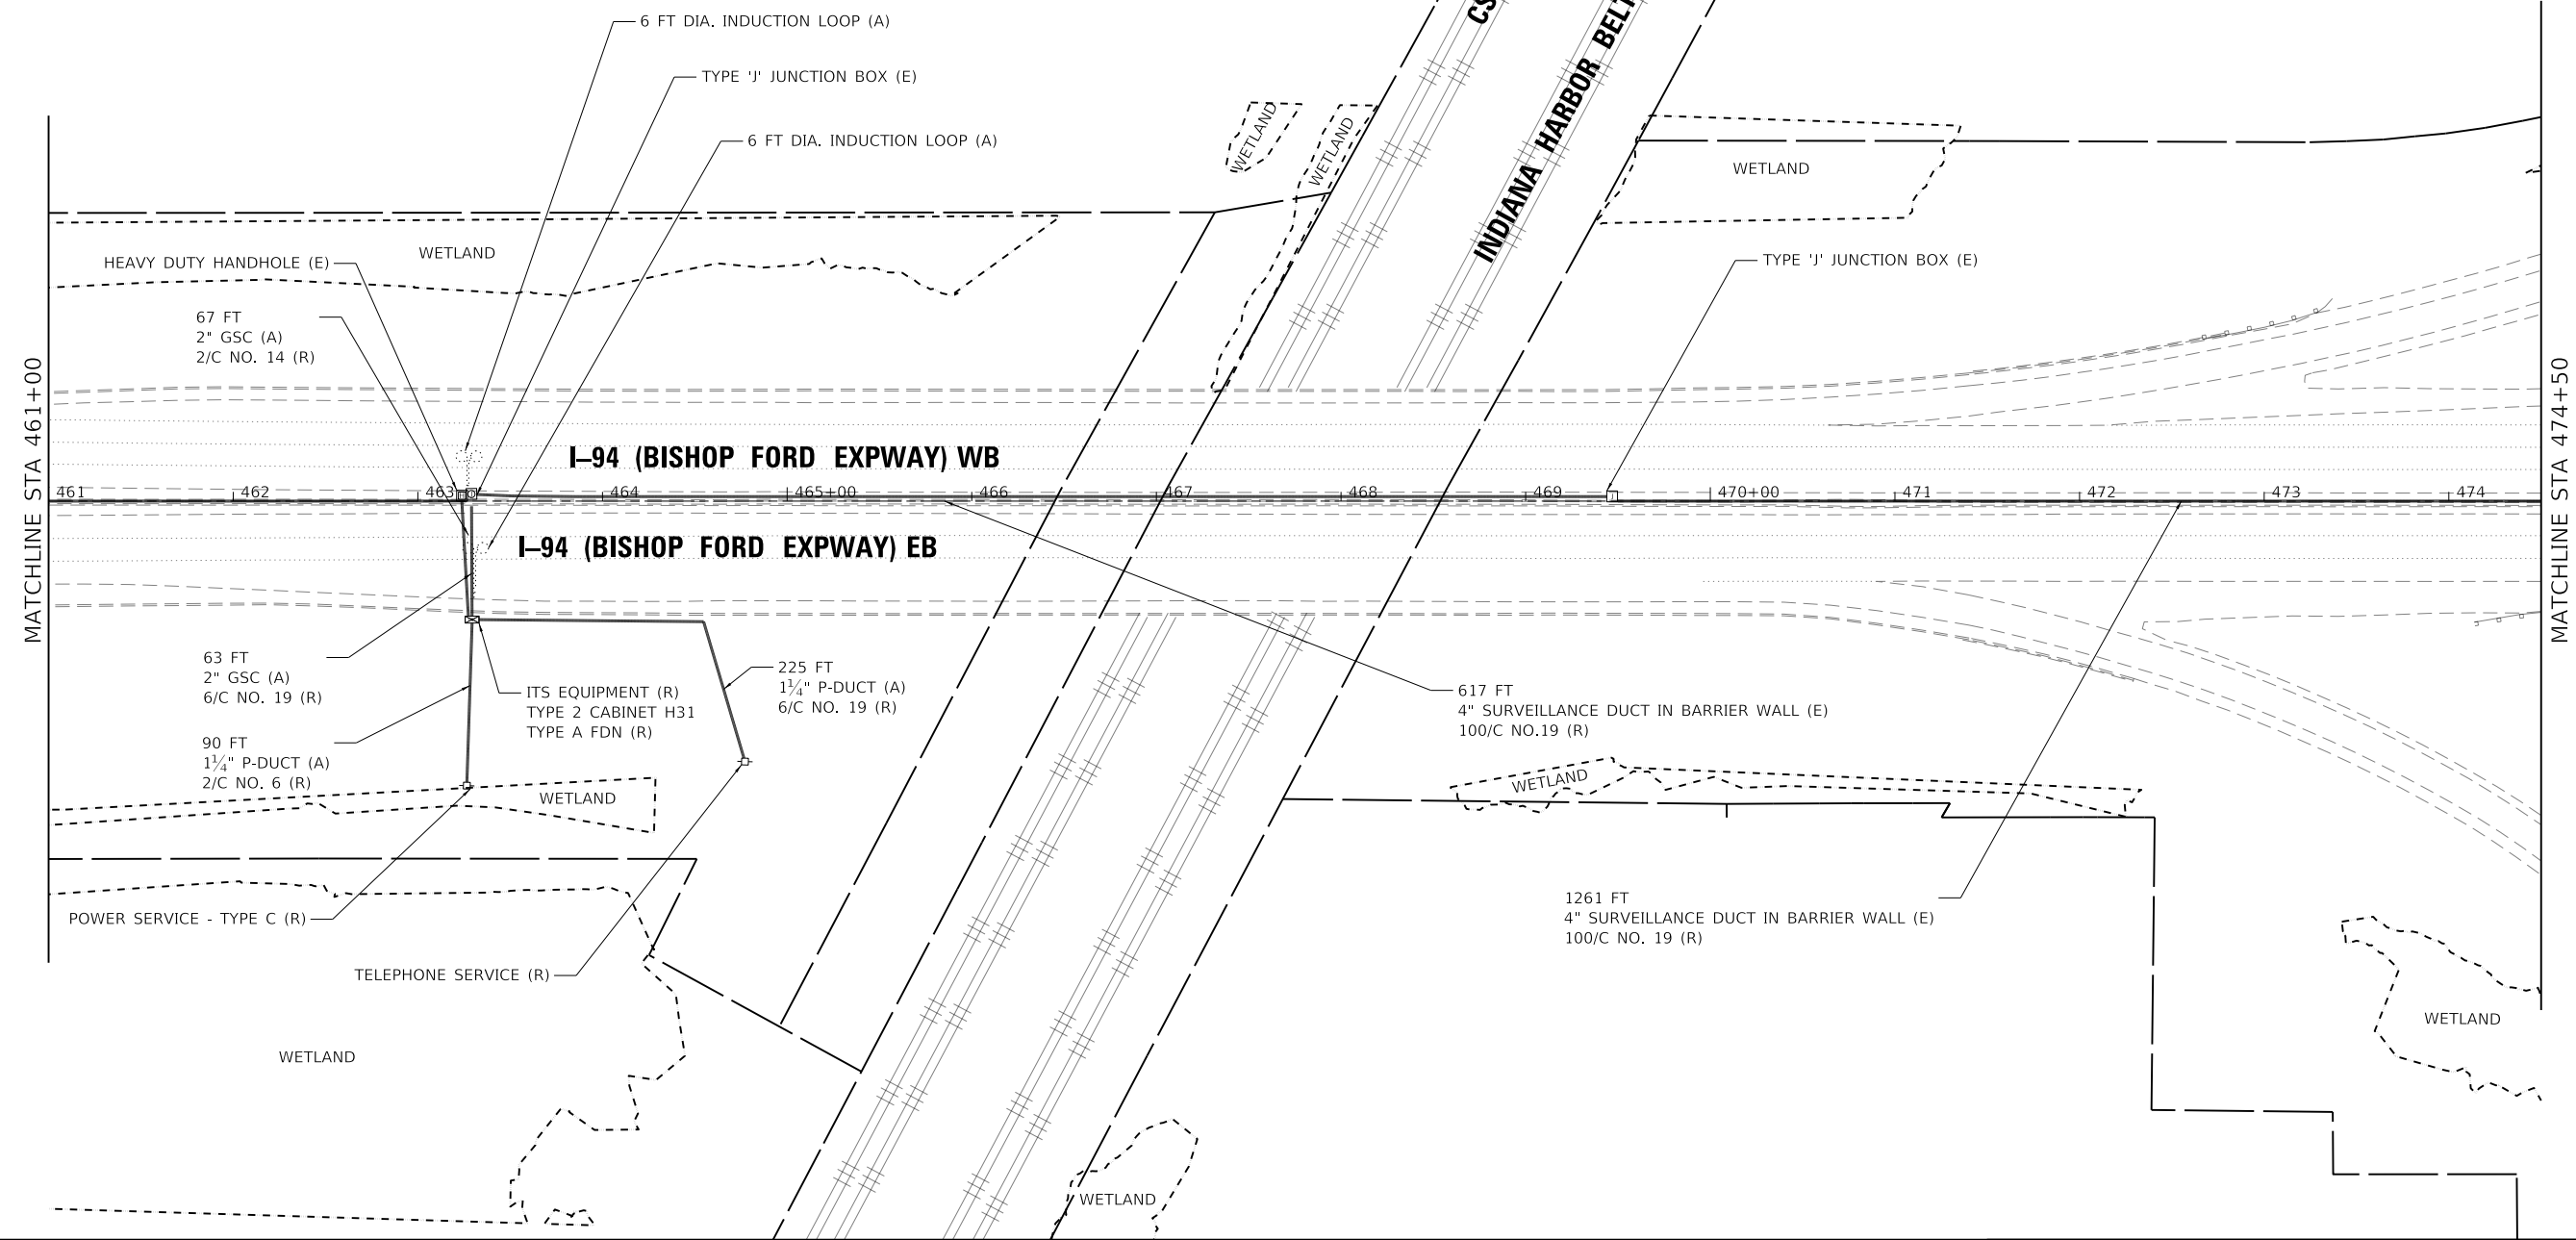 6 FT DIA. INDUCTION LOOP (A)
TYPE 'J' JUNCTION BOX (E)
6 FT DIA. INDUCTION LOOP (A)
INDIANA HARBOR BELT
WETLAND
WETLAND
WETLAND
WETLAND
HEAVY DUTY HANDHOLE (E)
TYPE 'J' JUNCTION BOX (E)
67 FT
2" GSC (A)
2/C NO. 14 (R)
MATCHLINE STA 461+00
MATCHLINE STA 474+50
I–94 (BISHOP FORD EXPWAY) WB
461 462 463 464 465+00 466 467 468 469 470+00 471 472 473 474
I–94 (BISHOP FORD EXPWAY) EB
63 FT
2" GSC (A)
6/C NO. 19 (R)
ITS EQUIPMENT (R)
TYPE 2 CABINET H31
TYPE A FDN (R)
225 FT
1¼" P-DUCT (A)
6/C NO. 19 (R)
617 FT
4" SURVEILLANCE DUCT IN BARRIER WALL (E)
100/C NO.19 (R)
90 FT
1¼" P-DUCT (A)
2/C NO. 6 (R)
WETLAND
WETLAND
POWER SERVICE - TYPE C (R)
TELEPHONE SERVICE (R)
1261 FT
4" SURVEILLANCE DUCT IN BARRIER WALL (E)
100/C NO. 19 (R)
WETLAND
WETLAND
WETLAND